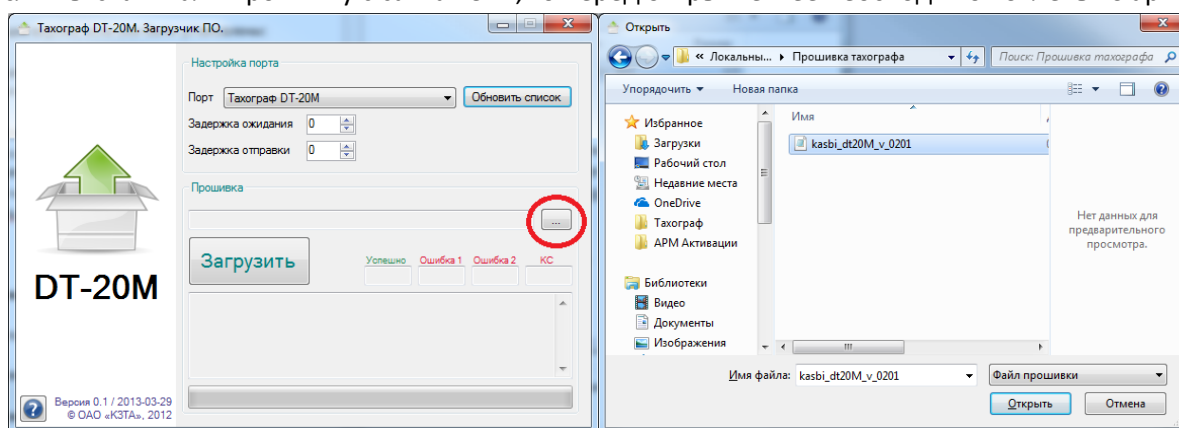 Тахограф DT-20M. Загрузчик ПО.
Настройка порта
Порт Тахограф DT-20M Обновить список
Задержка ожидания 0
Задержка отправки 0
Прошивка
...
Загрузить
Успешно Ошибка 1 Ошибка 2 КС
DT-20M
Версия 0.1 / 2013-03-29
© ОАО «КЗТА», 2012
Открыть
« Локальны... Прошивка тахографа
Поиск: Прошивка тахографа
Упорядочить Новая папка
Имя
Избранное
Загрузки
Рабочий стол
Недавние места
OneDrive
Тахограф
АРМ Активации
Библиотеки
Видео
Документы
Изображения
kasbi_dt20M_v_0201
Нет данных для
предварительного
просмотра.
Имя файла: kasbi_dt20M_v_0201
Файл прошивки
Открыть Отмена